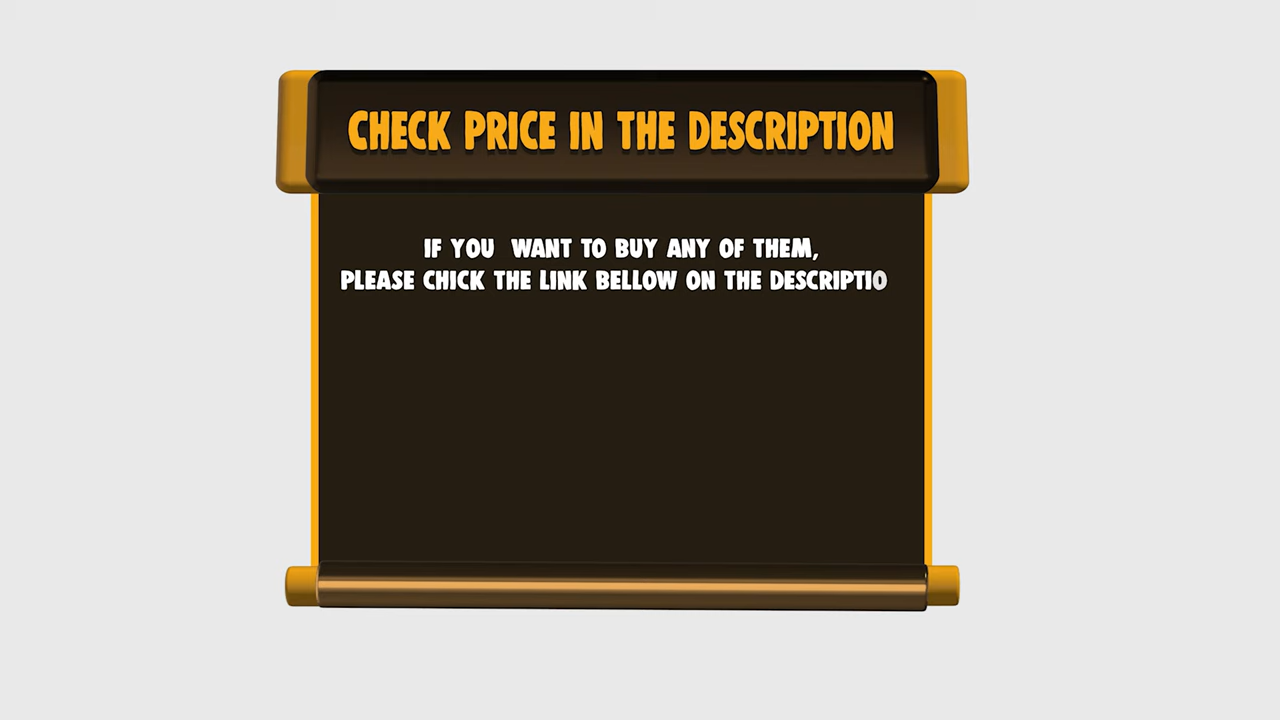 CHECK PRICE IN THE DESCRIPTION
IF YOU WANT TO BUY ANY OF THEM,
PLEASE CHICK THE LINK BELLOW ON THE DESCRIPTIO